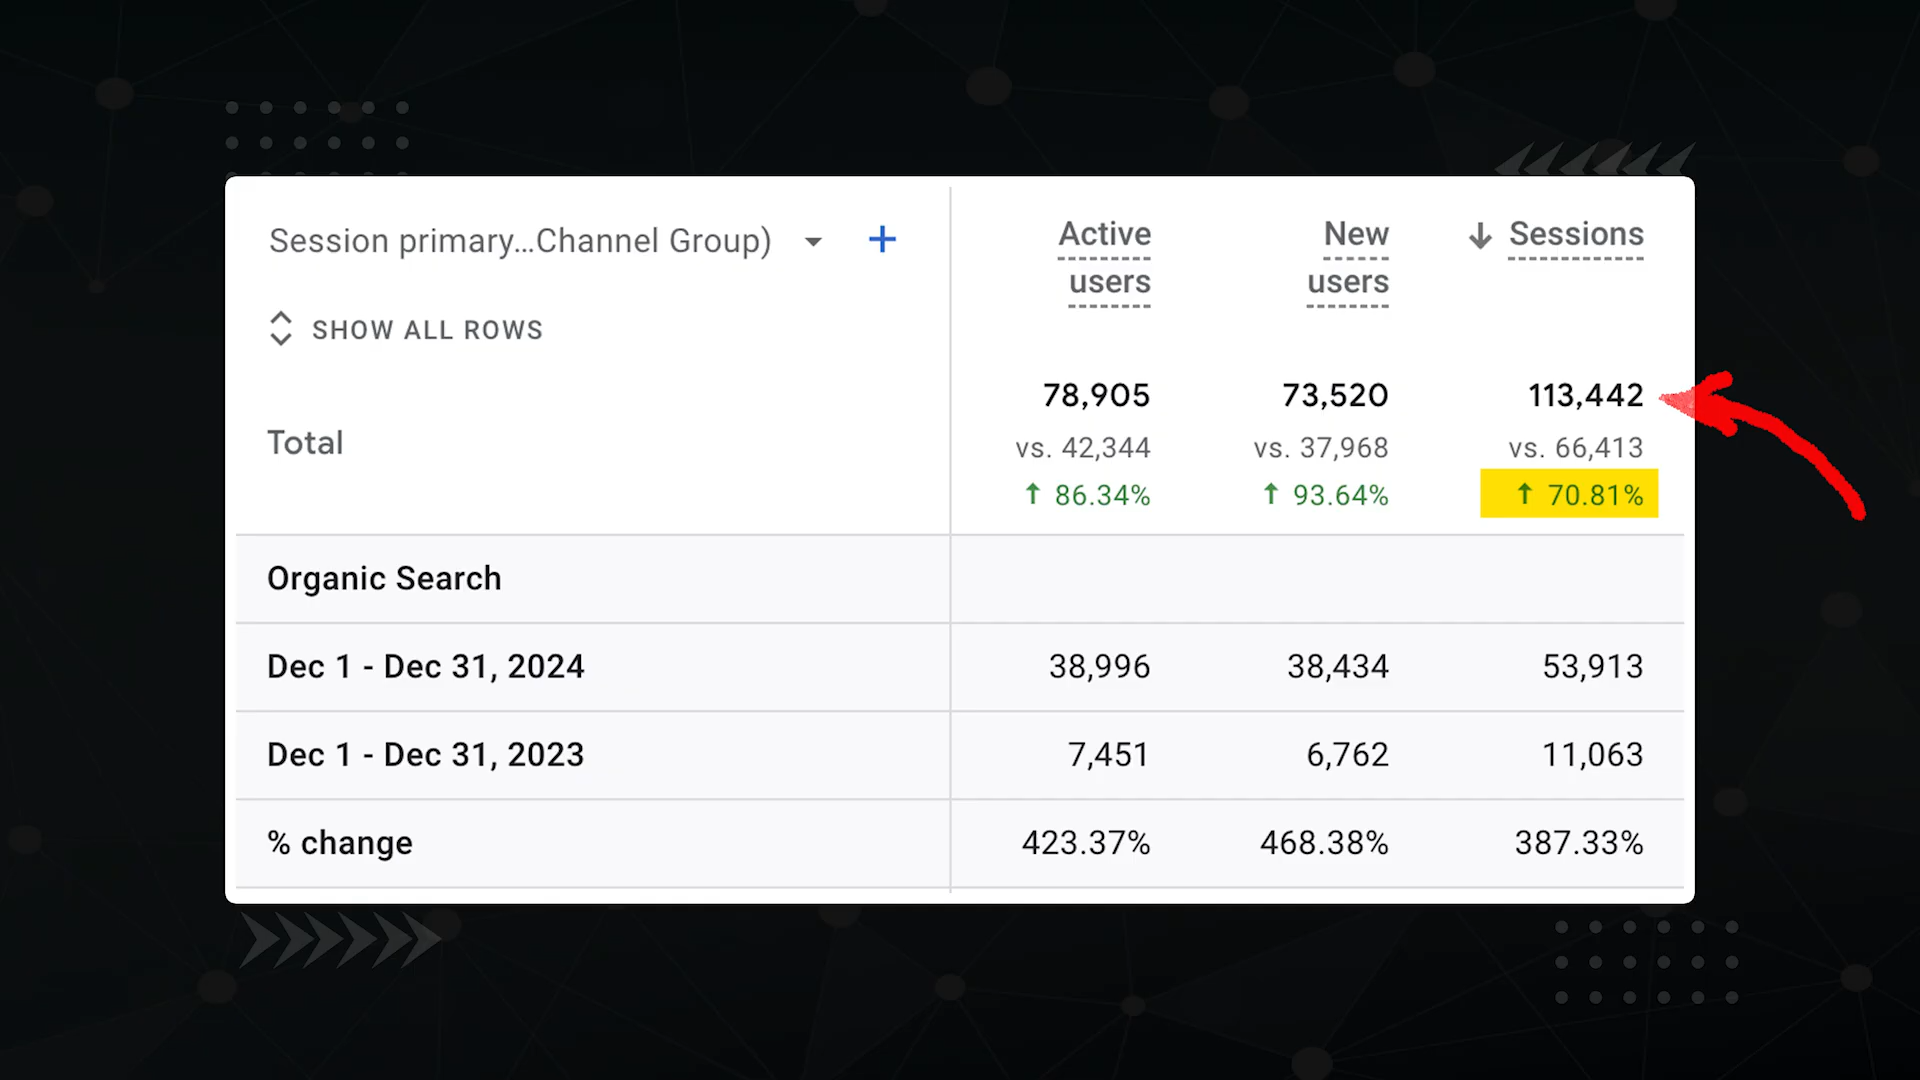 Session primary...Channel Group)
Active users
New users
Sessions
SHOW ALL ROWS
Total
78,905
73,520
113,442
vs. 42,344
vs. 37,968
vs. 66,413
↑ 86.34%
↑ 93.64%
↑ 70.81%
Organic Search
Dec 1 - Dec 31, 2024 38,996 38,434 53,913
Dec 1 - Dec 31, 2023 7,451 6,762 11,063
% change 423.37% 468.38% 387.33%